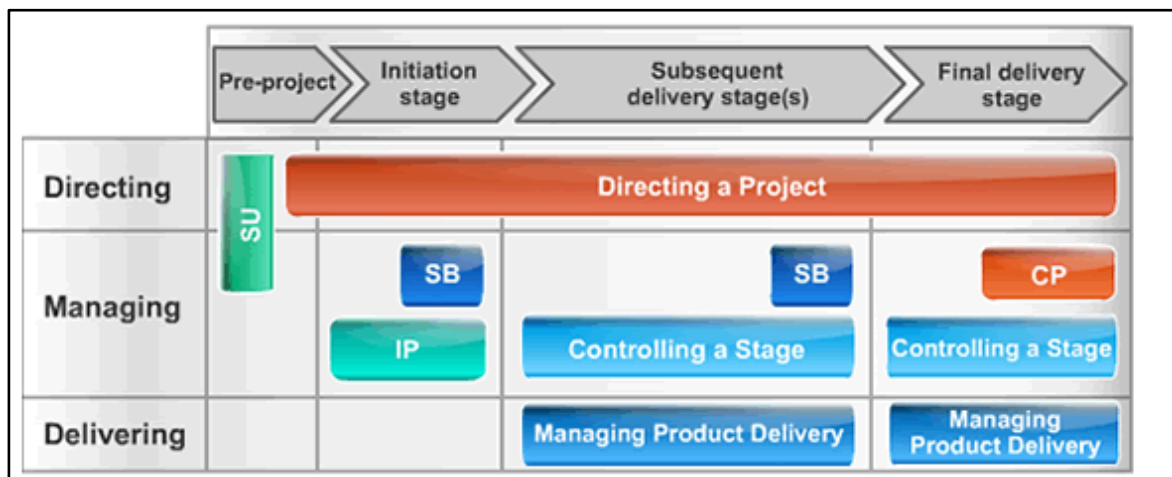 Pre-project
Initiation
stage
Subsequent
delivery stage(s)
Final delivery
stage
Directing
SU
Directing a Project
Managing
SB
SB
CP
IP
Controlling a Stage
Controlling a Stage
Delivering
Managing Product Delivery
Managing
Product Delivery